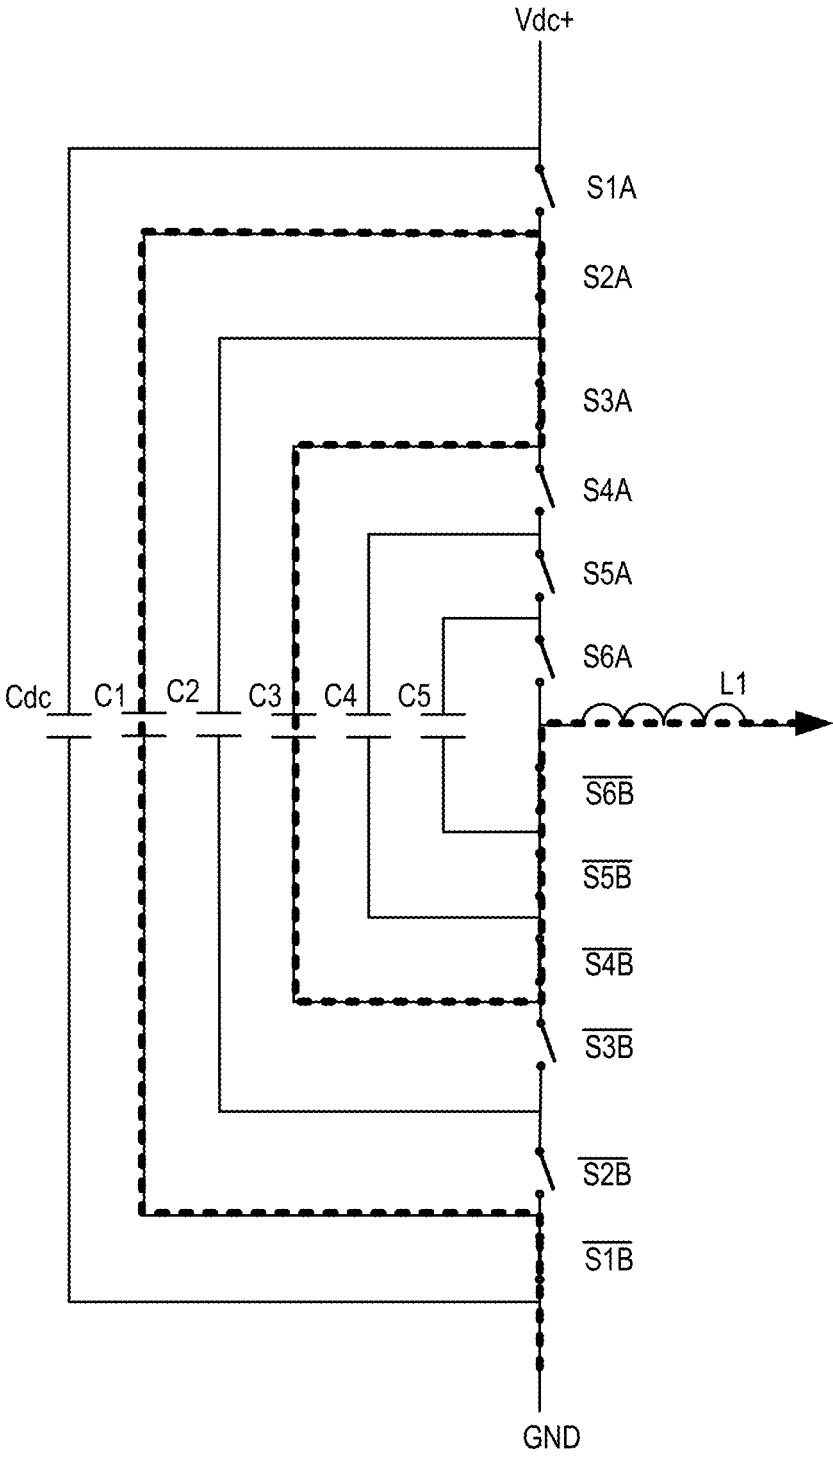 Vdc+
S1A
S2A
S3A
S4A
S5A
S6A
L1
Cdc C1 C2 C3 C4 C5
S6B
S5B
S4B
S3B
S2B
S1B
GND